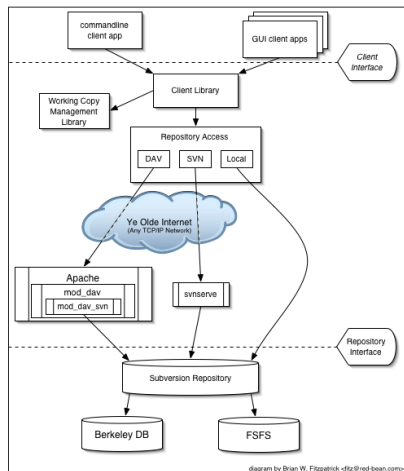 commandline
client app
GUI client apps
Client
Interface
Client Library
Working Copy
Management
Library
Repository Access
DAV
SVN
Local
Ye Olde Internet
(Any TCP/IP Network)
Apache
mod_dav
mod_dav_svn
svnserve
Repository
Interface
Subversion Repository
Berkeley DB
FSFS
diagram by Brian W. Fitzpatrick <fitz@red-bean.com>